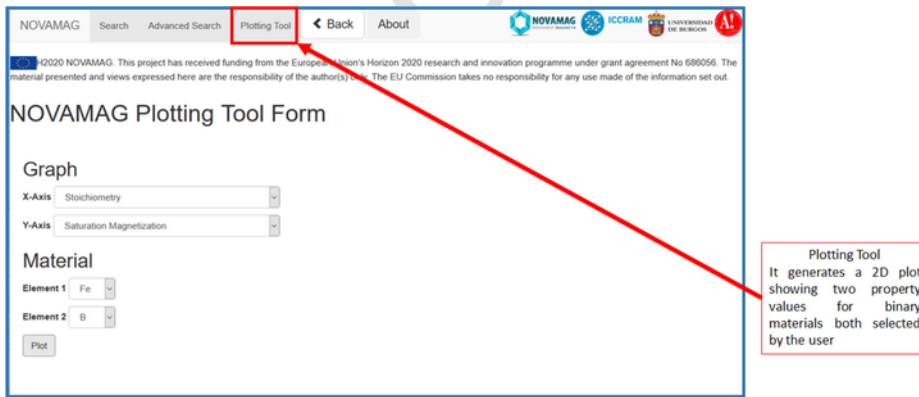 NOVAMAG Search Advanced Search Plotting Tool Back About NOVAMAG ICCRAM UNIVERSIDAD DE BURGOS A!
H2020 NOVAMAG. This project has received funding from the European Union's Horizon 2020 research and innovation programme under grant agreement No 686056. The
material presented and views expressed here are the responsibility of the author(s) only. The EU Commission takes no responsibility for any use made of the information set out.
NOVAMAG Plotting Tool Form
Graph
X-Axis Stoichiometry
Y-Axis Saturation Magnetization
Material
Element 1 Fe
Element 2 B
Plot
Plotting Tool
It generates a 2D plot
showing two property
values for binary
materials both selected
by the user